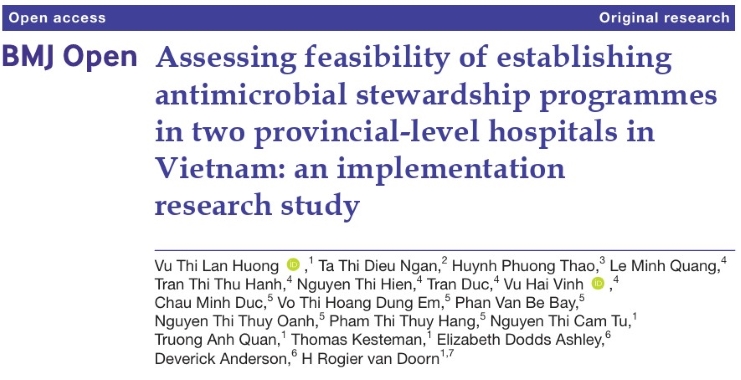 Open access
Original research
BMJ Open
Assessing feasibility of establishing
antimicrobial stewardship programmes
in two provincial-level hospitals in
Vietnam: an implementation
research study
Vu Thi Lan Huong iD ,1 Ta Thi Dieu Ngan,2 Huynh Phuong Thao,3 Le Minh Quang,4
Tran Thi Thu Hanh,4 Nguyen Thi Hien,4 Tran Duc,4 Vu Hai Vinh iD ,4
Chau Minh Duc,5 Vo Thi Hoang Dung Em,5 Phan Van Be Bay,5
Nguyen Thi Thuy Oanh,5 Pham Thi Thuy Hang,5 Nguyen Thi Cam Tu,1
Truong Anh Quan,1 Thomas Kesteman,1 Elizabeth Dodds Ashley,6
Deverick Anderson,6 H Rogier van Doorn1,7